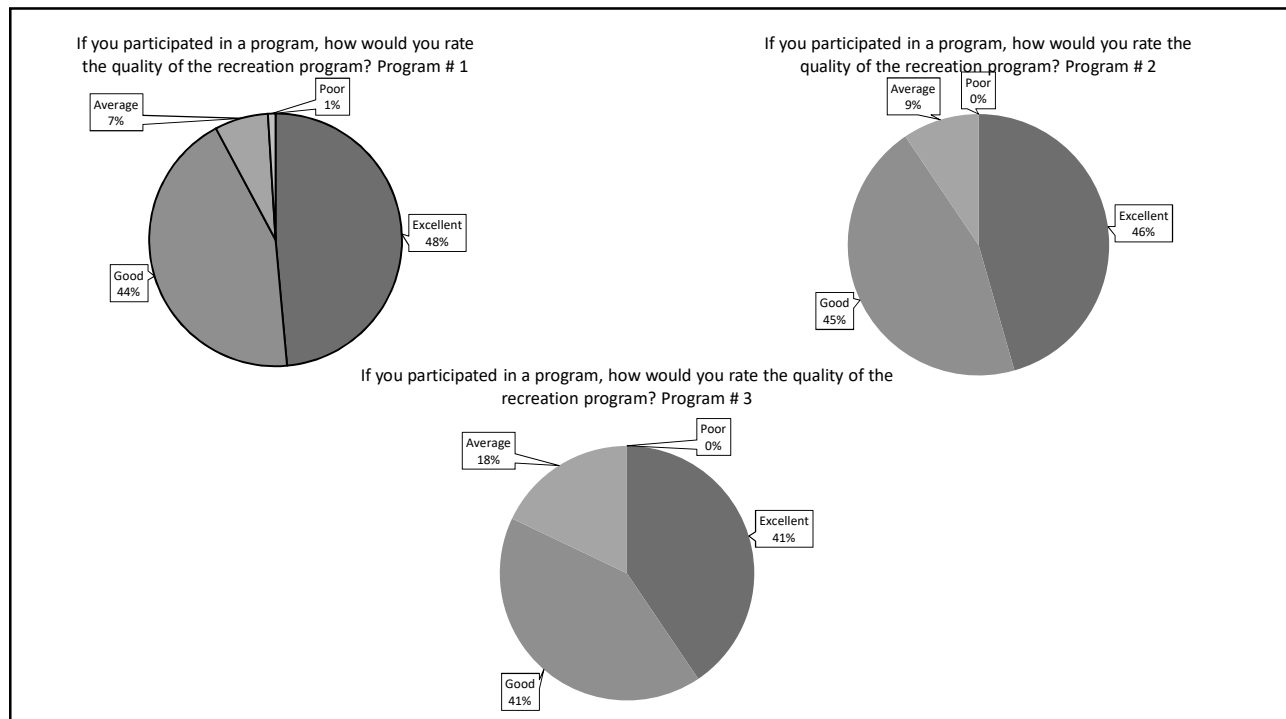 If you participated in a program, how would you rate
the quality of the recreation program? Program # 1
Poor
1%
Average
7%
Excellent
48%
Good
44%
If you participated in a program, how would you rate the
quality of the recreation program? Program # 2
Poor
0%
Average
9%
Excellent
46%
Good
45%
If you participated in a program, how would you rate the quality of the
recreation program? Program # 3
Poor
0%
Average
18%
Excellent
41%
Good
41%